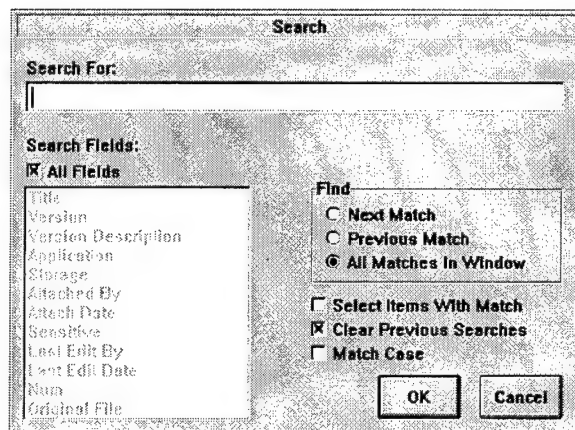 Search
Search For:
Search Fields:
All Fields
Title
Version
Version Description
Application
Storage
Attached By
Attach Date
Sensitive
Last Edit By
Last Edit Date
Num
Original File
Find
Next Match
Previous Match
All Matches In Window
Select Items With Match
Clear Previous Searches
Match Case
OK
Cancel